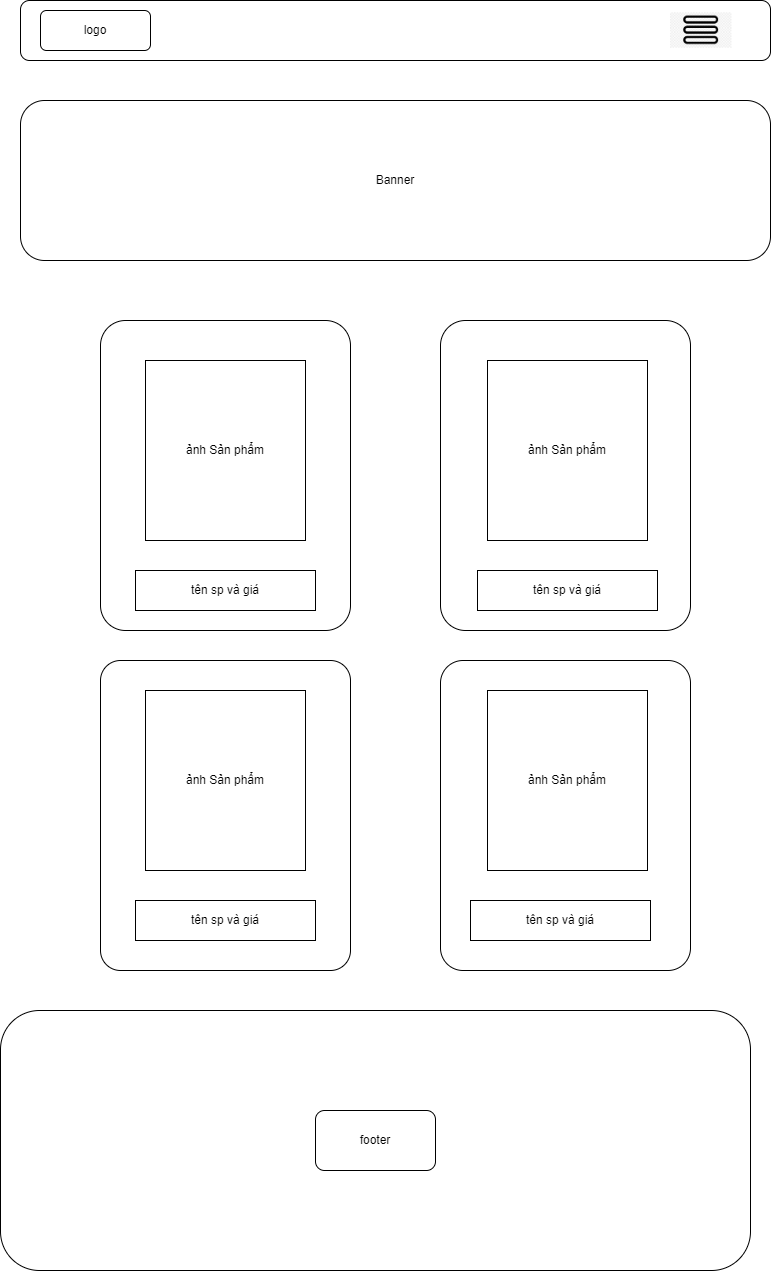 logo
Banner
ảnh Sản phẩm
ảnh Sản phẩm
tên sp và giá
tên sp và giá
ảnh Sản phẩm
ảnh Sản phẩm
tên sp và giá
tên sp và giá
footer